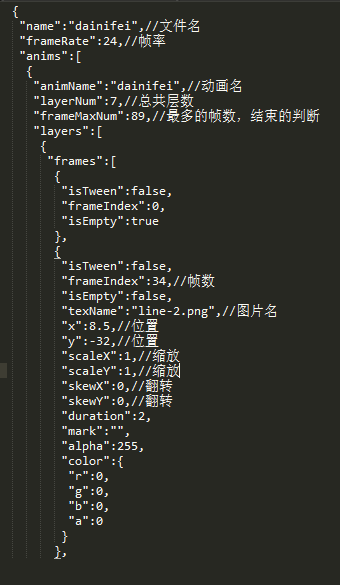 {
"name":"dainifei",//文件名
"frameRate":24,//帧率
"anims":[
{
"animName":"dainifei",//动画名
"layerNum":7,//总共层数
"frameMaxNum":89,//最多的帧数，结束的判断
"layers":[
{
"frames":[
{
"isTween":false,
"frameIndex":0,
"isEmpty":true
},
{
"isTween":false,
"frameIndex":34,//帧数
"isEmpty":false,
"texName":"line-2.png",//图片名
"x":8.5,//位置
"y":-32,//位置
"scaleX":1,//缩放
"scaleY":1,//缩放
"skewX":0,//翻转
"skewY":0,//翻转
"duration":2,
"mark":"",
"alpha":255,
"color":{
"r":0,
"g":0,
"b":0,
"a":0
}
},